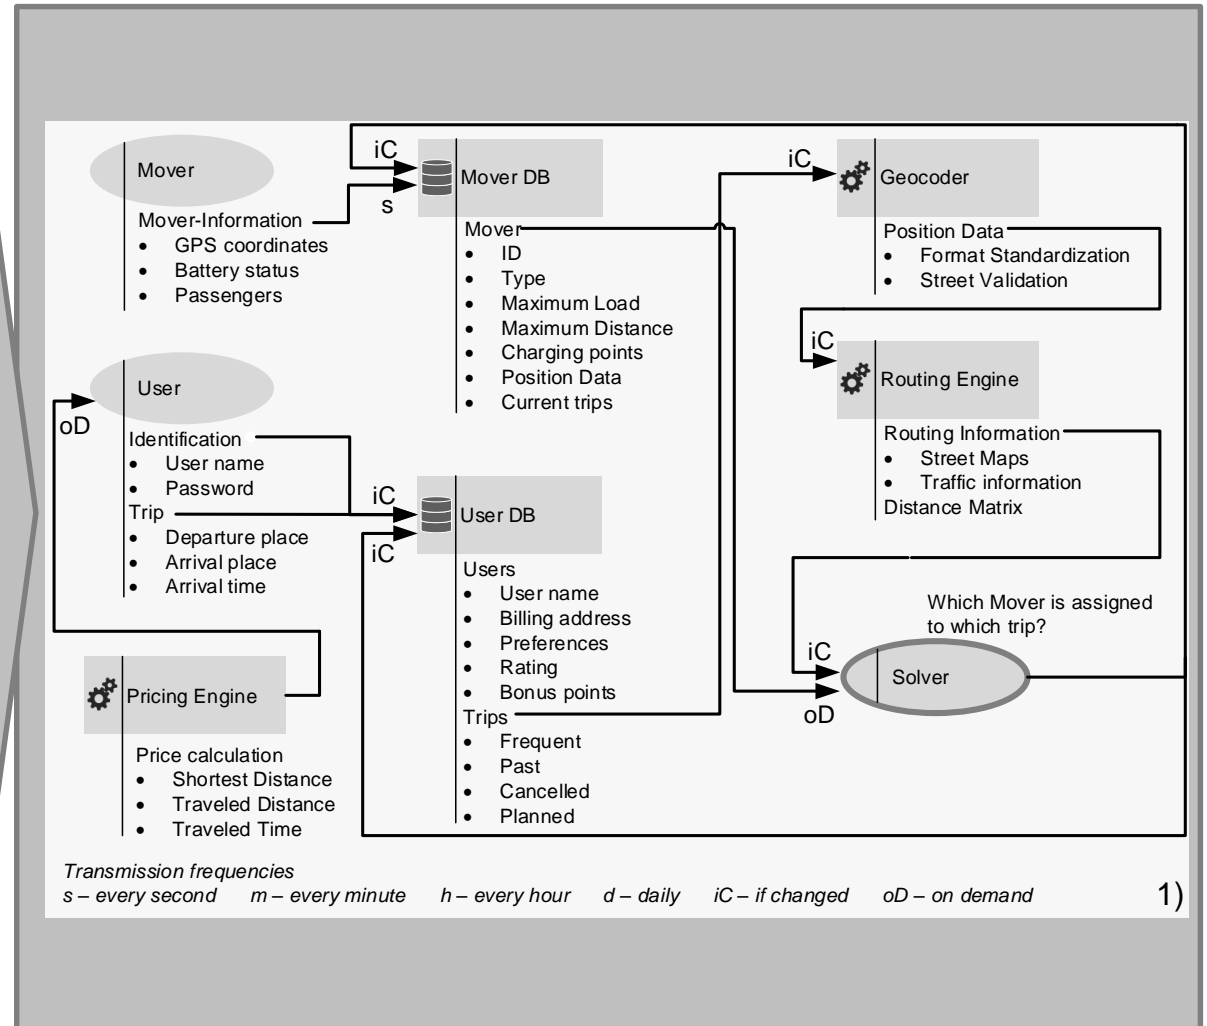 Mover
Mover-Information
• GPS coordinates
• Battery status
• Passengers
iC
s
Mover DB
Mover
• ID
• Type
• Maximum Load
• Maximum Distance
• Charging points
• Position Data
• Current trips
iC
Geocoder
Position Data
• Format Standardization
• Street Validation
iC
Routing Engine
Routing Information
• Street Maps
• Traffic information
Distance Matrix
oD
User
Identification
• User name
• Password
Trip
• Departure place
• Arrival place
• Arrival time
iC
iC
User DB
Users
• User name
• Billing address
• Preferences
• Rating
• Bonus points
Trips
• Frequent
• Past
• Cancelled
• Planned
Which Mover is assigned
to which trip?
iC
oD
Solver
Pricing Engine
Price calculation
• Shortest Distance
• Traveled Distance
• Traveled Time
Transmission frequencies
s – every second m – every minute h – every hour d – daily iC – if changed oD – on demand
1)